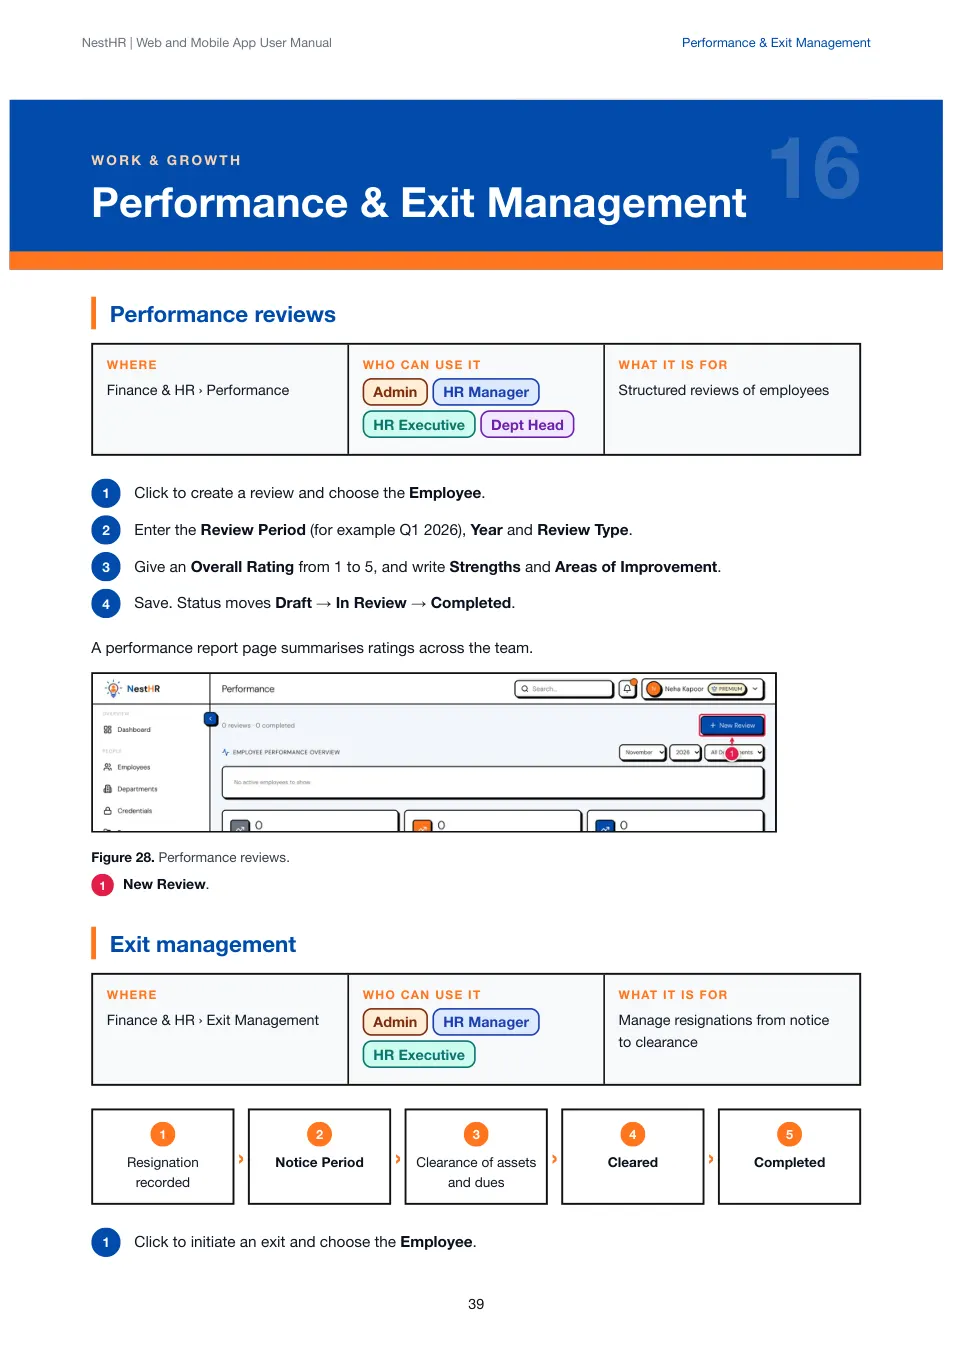 NestHR | Web and Mobile App User Manual
Performance & Exit Management
WORK & GROWTH
16
Performance & Exit Management
Performance reviews
WHERE
Finance & HR › Performance
WHO CAN USE IT
Admin HR Manager
HR Executive Dept Head
WHAT IT IS FOR
Structured reviews of employees
1 Click to create a review and choose the Employee.
2 Enter the Review Period (for example Q1 2026), Year and Review Type.
3 Give an Overall Rating from 1 to 5, and write Strengths and Areas of Improvement.
4 Save. Status moves Draft → In Review → Completed.
A performance report page summarises ratings across the team.
NestHR
Performance
Search...
N Neha Kapoor PREMIUM
OVERVIEW
Dashboard
PEOPLE
Employees
Departments
Credentials
0 reviews · 0 completed
+ New Review
EMPLOYEE PERFORMANCE OVERVIEW
November 2026 All
1
No active employees to show.
0 0 0
Figure 28. Performance reviews.
1 New Review.
Exit management
WHERE
Finance & HR › Exit Management
WHO CAN USE IT
Admin HR Manager
HR Executive
WHAT IT IS FOR
Manage resignations from notice
to clearance
1
Resignation
recorded
›
2
Notice Period
›
3
Clearance of assets
and dues
›
4
Cleared
›
5
Completed
1 Click to initiate an exit and choose the Employee.
39